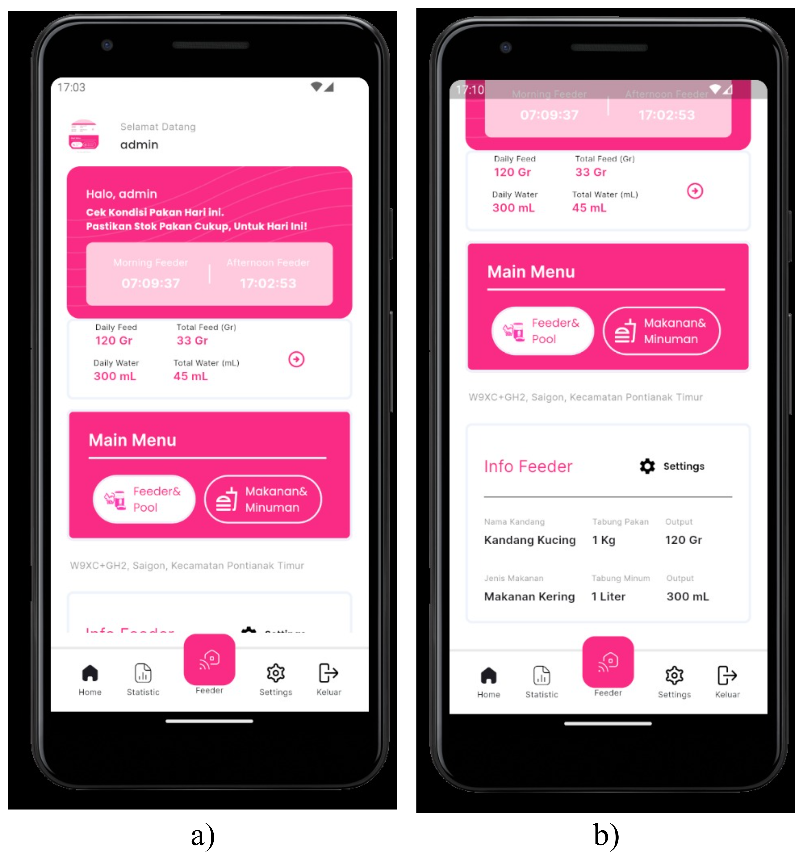 17:03
Selamat Datang
admin
Halo, admin
Cek Kondisi Pakan Hari ini.
Pastikan Stok Pakan Cukup, Untuk Hari Ini!
Morning Feeder Afternoon Feeder
07:09:37 17:02:53
Daily Feed Total Feed (Gr)
120 Gr 33 Gr
Daily Water Total Water (mL)
300 mL 45 mL
Main Menu
Feeder& Makanan&
Pool Minuman
W9XC+GH2, Saigon, Kecamatan Pontianak Timur
Info Feeder Settings
Home Statistic Feeder Settings Keluar
a)
17:10
Morning Feeder Afternoon Feeder
07:09:37 17:02:53
Daily Feed Total Feed (Gr)
120 Gr 33 Gr
Daily Water Total Water (mL)
300 mL 45 mL
Main Menu
Feeder& Makanan&
Pool Minuman
W9XC+GH2, Saigon, Kecamatan Pontianak Timur
Info Feeder Settings
Nama Kandang Tabung Pakan Output
Kandang Kucing 1 Kg 120 Gr
Jenis Makanan Tabung Minum Output
Makanan Kering 1 Liter 300 mL
Home Statistic Feeder Settings Keluar
b)